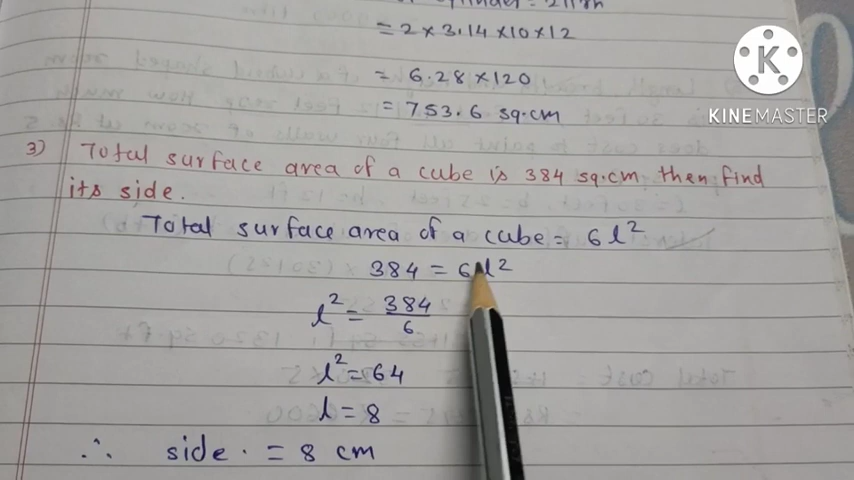 = 2 × 3.14 × 10 × 12
= 6.28 × 120
= 753.6 sq.cm
KINEMASTER
3) Total surface area of a cube is 384 sq.cm, then find
its side.
Total surface area of a cube = 6l²
384 = 6l²
l² = 384/6
l² = 64
l = 8
∴ side. = 8 cm